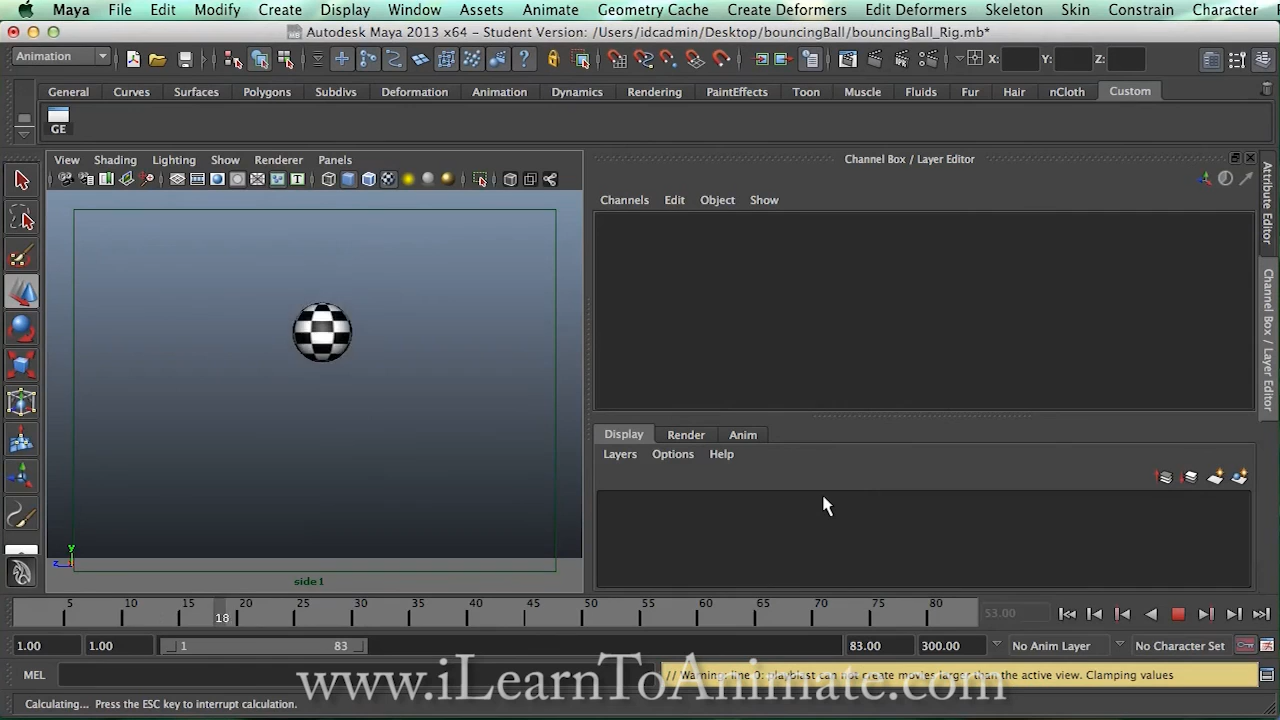 Maya File Edit Modify Create Display Window Assets Animate Geometry Cache Create Deformers Edit Deformers Skeleton Skin Constrain Character
Autodesk Maya 2013 x64 - Student Version: /Users/idcadmin/Desktop/bouncingBall/bouncingBall_Rig.mb*
Animation X: Y: Z:
General Curves Surfaces Polygons Subdivs Deformation Animation Dynamics Rendering PaintEffects Toon Muscle Fluids Fur Hair nCloth Custom
GE
View Shading Lighting Show Renderer Panels
Channel Box / Layer Editor
Channels Edit Object Show
Attribute Editor
Channel Box / Layer Editor
Display Render Anim
Layers Options Help
y
z
side1
5 10 15 18 20 25 30 35 40 45 50 55 60 65 70 75 80 53.00
1.00 1.00 1 83 83.00 300.00 No Anim Layer No Character Set
MEL // Warning: line 0: playblast can not create movies larger than the active view. Clamping values
www.iLearnToAnimate.com
Calculating... Press the ESC key to interrupt calculation.